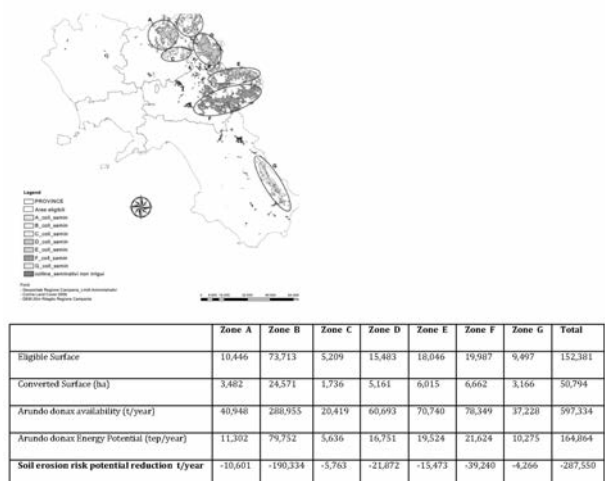 A
E
F
G
Legend
PROVINCE
Aree eligibili
A_coll_semin
B_coll_semin
C_coll_semin
D_coll_semin
E_coll_semin
F_coll_semin
G_coll_semin
collina_seminativi non irrigui
Zone A Zone B Zone C Zone D Zone E Zone F Zone G Total
Eligible Surface 10,446 73,713 5,209 15,483 18,046 19,987 9,497 152,381
Converted Surface (ha) 3,482 24,571 1,736 5,161 6,015 6,662 3,166 50,794
Arundo donax availability (t/year) 40,948 288,955 20,419 60,693 70,740 78,349 37,228 597,334
Arundo donax Energy Potential (tep/year) 11,302 79,752 5,636 16,751 19,524 21,624 10,275 164,864
Soil erosion risk potential reduction t/year -10,601 -190,334 -5,763 -21,872 -15,473 -39,240 -4,266 -287,550